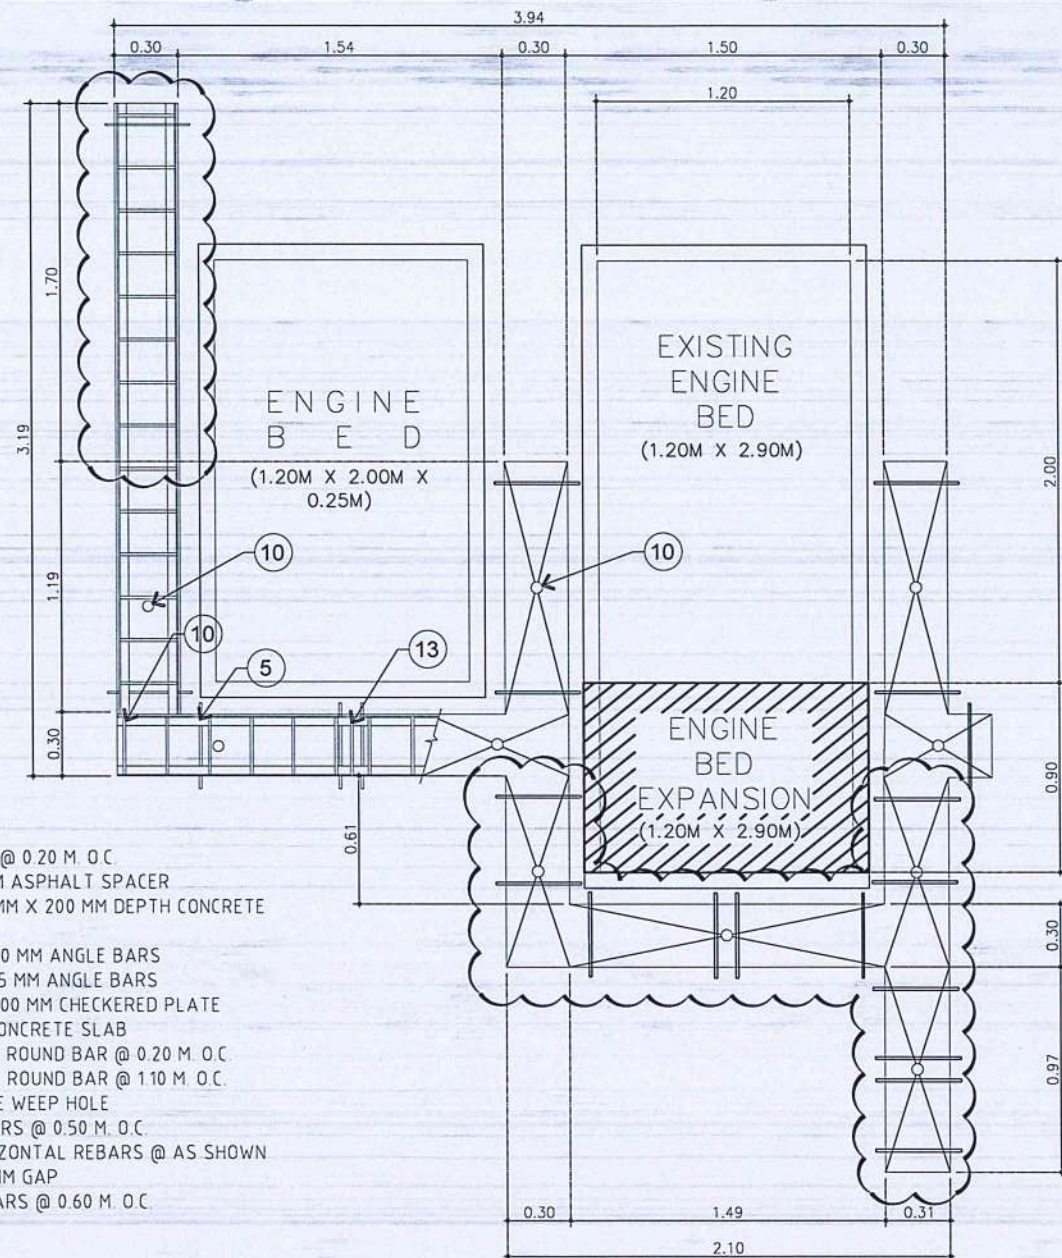 3.94
0.30
1.54
0.30
1.50
0.30
1.20
1.70
3.19
2.00
EXISTING
ENGINE
BED
(1.20M X 2.90M)
ENGINE
B E D
(1.20M X 2.00M X
0.25M)
10
10
1.19
10
13
5
0.30
ENGINE
BED
EXPANSION
(1.20M X 2.90M)
0.90
0.61
@ 0.20 M. O.C.
ASPHALT SPACER
MM X 200 MM DEPTH CONCRETE
0 MM ANGLE BARS
5 MM ANGLE BARS
00 MM CHECKERED PLATE
ONCRETE SLAB
ROUND BAR @ 0.20 M. O.C.
ROUND BAR @ 1.10 M. O.C.
E WEEP HOLE
RS @ 0.50 M. O.C.
ZONTAL REBARS @ AS SHOWN
MM GAP
ARS @ 0.60 M. O.C.
0.30
0.97
0.30
1.49
0.31
2.10